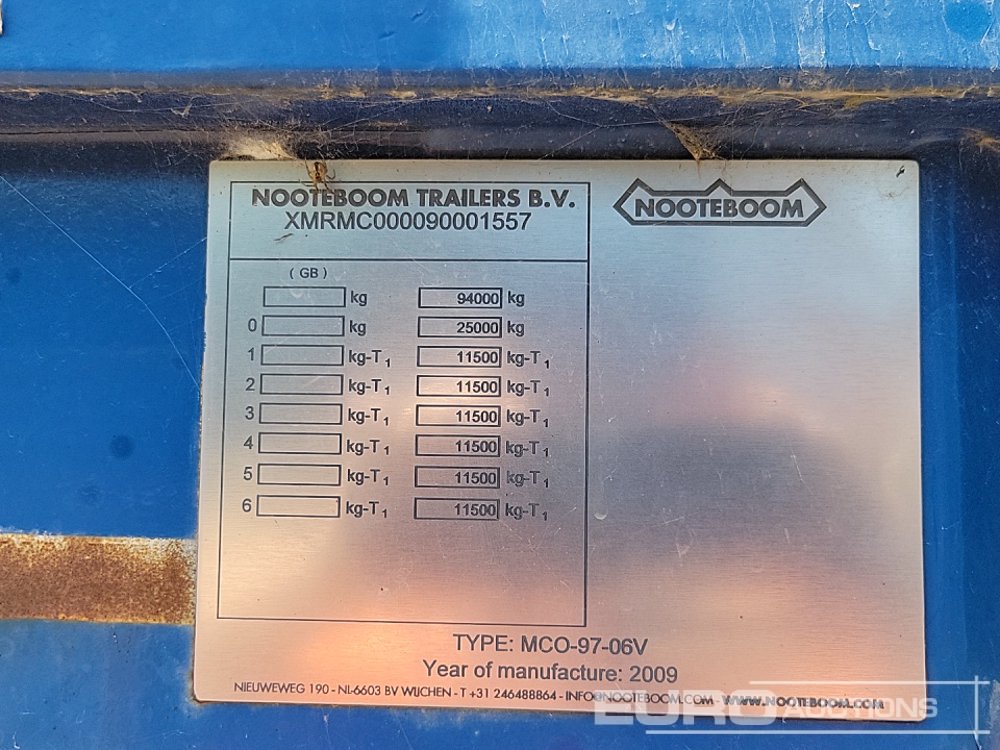 NOOTEBOOM TRAILERS B.V.
XMRMC000090001557
NOOTEBOOM
( GB )
kg 94000 kg
0 kg 25000 kg
1 kg-T1 11500 kg-T1
2 kg-T1 11500 kg-T1
3 kg-T1 11500 kg-T1
4 kg-T1 11500 kg-T1
5 kg-T1 11500 kg-T1
6 kg-T1 11500 kg-T1
TYPE: MCO-97-06V
Year of manufacture: 2009
NIEUWEWEG 190 - NL-6603 BV WIJCHEN - T +31 246488864 - INFO@NOOTEBOOM.COM - WWW.NOOTEBOOM.COM
EURO AUCTIONS